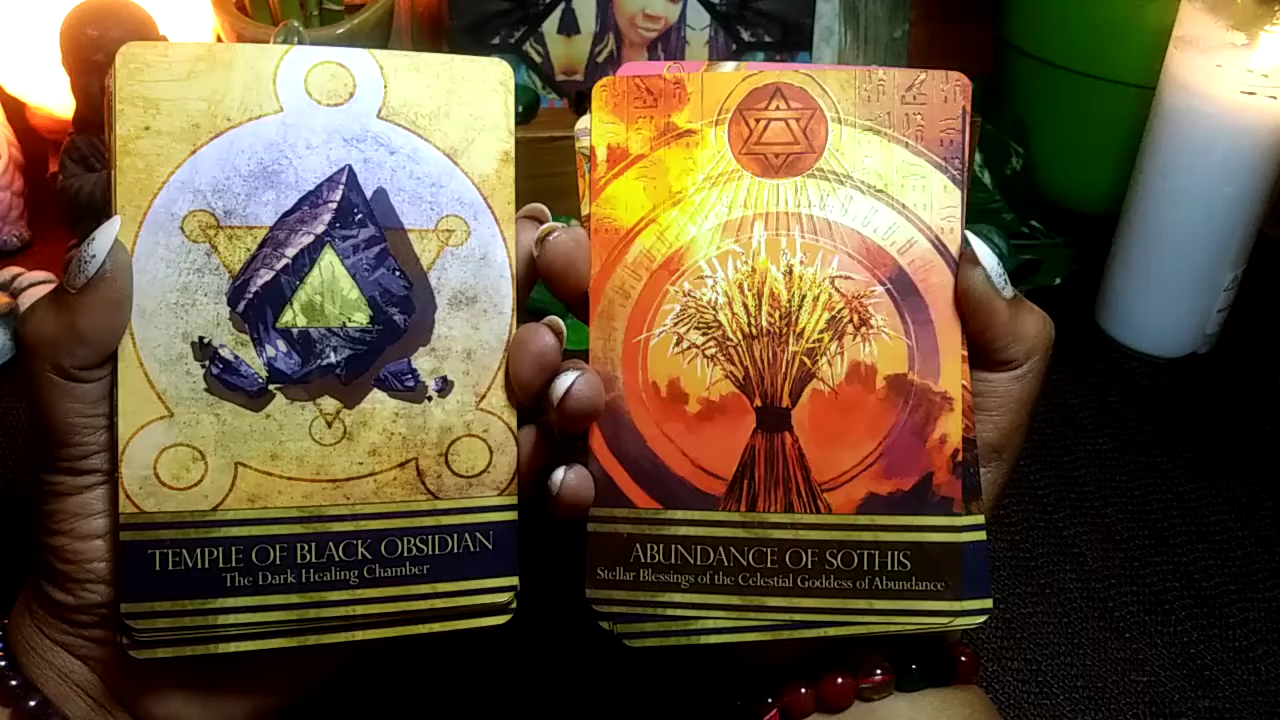 TEMPLE OF BLACK OBSIDIAN
The Dark Healing Chamber
ABUNDANCE OF SOTHIS
Stellar Blessings of the Celestial Goddess of Abundance